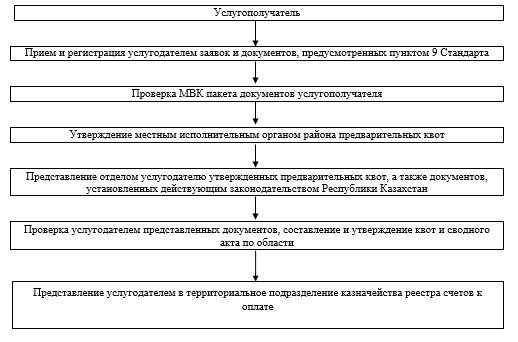 Услугополучатель
Прием и регистрация услугодателем заявок и документов, предусмотренных пунктом 9 Стандарта
Проверка МВК пакета документов услугополучателя
Утверждение местным исполнительным органом района предварительных квот
Представление отделом услугодателю утвержденных предварительных квот, а также документов,
установленных действующим законодательством Республики Казахстан
Проверка услугодателем представленных документов, составление и утверждение квот и сводного
акта по области
Представление услугодателем в территориальное подразделение казначейства реестра счетов к
оплате